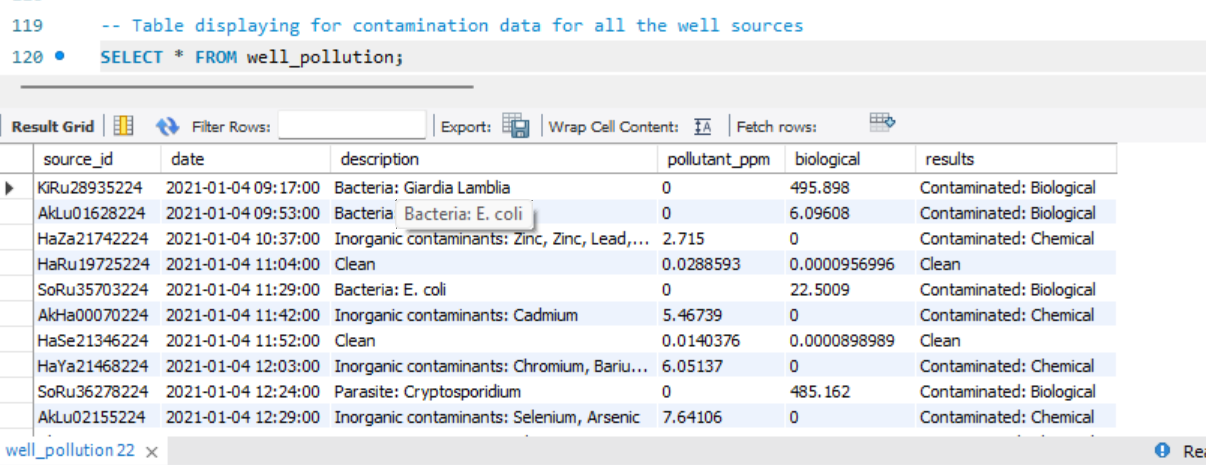 119 -- Table displaying for contamination data for all the well sources
120 SELECT * FROM well_pollution;
Result Grid Filter Rows: Export: Wrap Cell Content: IA Fetch rows:
source_id date description pollutant_ppm biological results
KiRu28935224 2021-01-04 09:17:00 Bacteria: Giardia Lamblia 0 495.898 Contaminated: Biological
AkLu01628224 2021-01-04 09:53:00 Bacteria Bacteria: E. coli 0 6.09608 Contaminated: Biological
HaZa21742224 2021-01-04 10:37:00 Inorganic contaminants: Zinc, Zinc, Lead,... 2.715 0 Contaminated: Chemical
HaRu19725224 2021-01-04 11:04:00 Clean 0.0288593 0.0000956996 Clean
SoRu35703224 2021-01-04 11:29:00 Bacteria: E. coli 0 22.5009 Contaminated: Biological
AkHa00070224 2021-01-04 11:42:00 Inorganic contaminants: Cadmium 5.46739 0 Contaminated: Chemical
HaSe21346224 2021-01-04 11:52:00 Clean 0.0140376 0.0000898989 Clean
HaYa21468224 2021-01-04 12:03:00 Inorganic contaminants: Chromium, Bariu... 6.05137 0 Contaminated: Chemical
SoRu36278224 2021-01-04 12:24:00 Parasite: Cryptosporidium 0 485.162 Contaminated: Biological
AkLu02155224 2021-01-04 12:29:00 Inorganic contaminants: Selenium, Arsenic 7.64106 0 Contaminated: Chemical
well_pollution 22